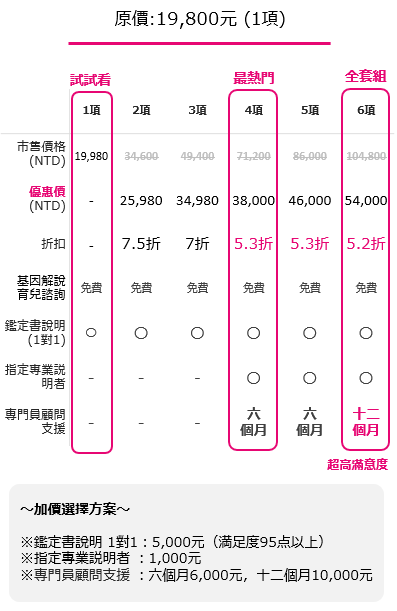 原價:19,800元 (1項)
試試看 最熱門 全套組
1項 2項 3項 4項 5項 6項
市售價格
(NTD) 19,980 34,600 49,400 71,200 86,000 104,800
優惠價
(NTD) - 25,980 34,980 38,000 46,000 54,000
折扣 - 7.5折 7折 5.3折 5.3折 5.2折
基因解說
育兒諮詢 免費 免費 免費 免費 免費 免費
鑑定書說明
(1對1) ○ ○ ○ ○ ○ ○
指定專業說
明者 - - - ○ ○ ○
専門員顧問
支援 - - - 六
個月 六
個月 十二
個月
超高滿意度
～加價選擇方案～
※鑑定書說明 1對1：5,000元（満足度95点以上）
※指定專業説明者 ：1,000元
※専門員顧問支援 ：六個月6,000元，十二個月10,000元